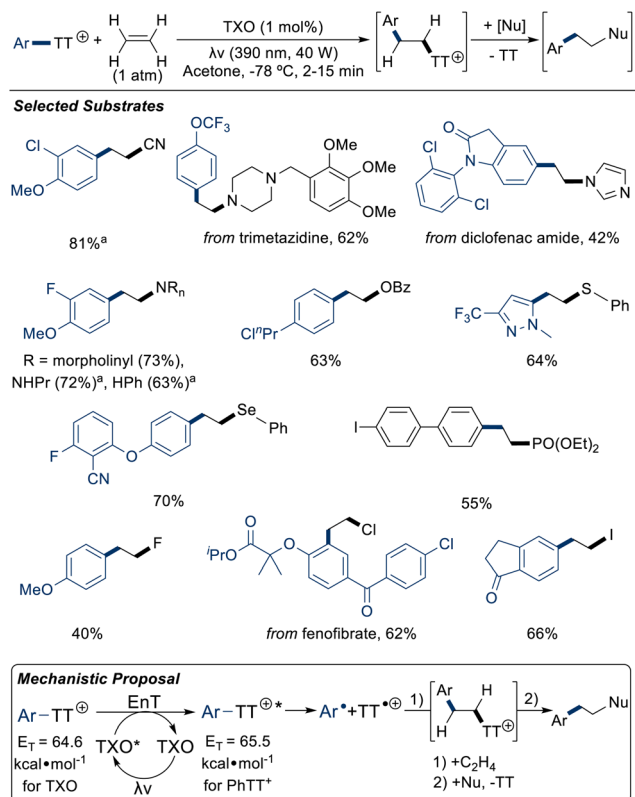 Ar—TT⊕ + H H H H (1 atm)
TXO (1 mol%)
λν (390 nm, 40 W)
Acetone, -78 ºC, 2-15 min
Ar H H TT⊕
+ [Nu]
- TT
Ar Nu
Selected Substrates
Cl CN MeO
81%ᵃ
OCF₃ N N OMe OMe OMe
from trimetazidine, 62%
O Cl N Cl N N
from diclofenac amide, 42%
F NRₙ MeO
R = morpholinyl (73%),
NHPr (72%)ᵃ, HPh (63%)ᵃ
OBz ClⁿPr
63%
F₃C N N S Ph
64%
F CN O Se Ph
70%
I PO(OEt)₂
55%
F MeO
40%
O ⁱPrO O Cl O Cl
from fenofibrate, 62%
O I
66%
Mechanistic Proposal
Ar–TT⊕ EnT Ar–TT⊕* Ar•+TT•⊕ 1) Ar H H TT⊕ 2) Ar Nu
TXO* TXO
λν
E_T = 64.6
kcal•mol⁻¹
for TXO
E_T = 65.5
kcal•mol⁻¹
for PhTT⁺
1) +C₂H₄
2) +Nu, -TT